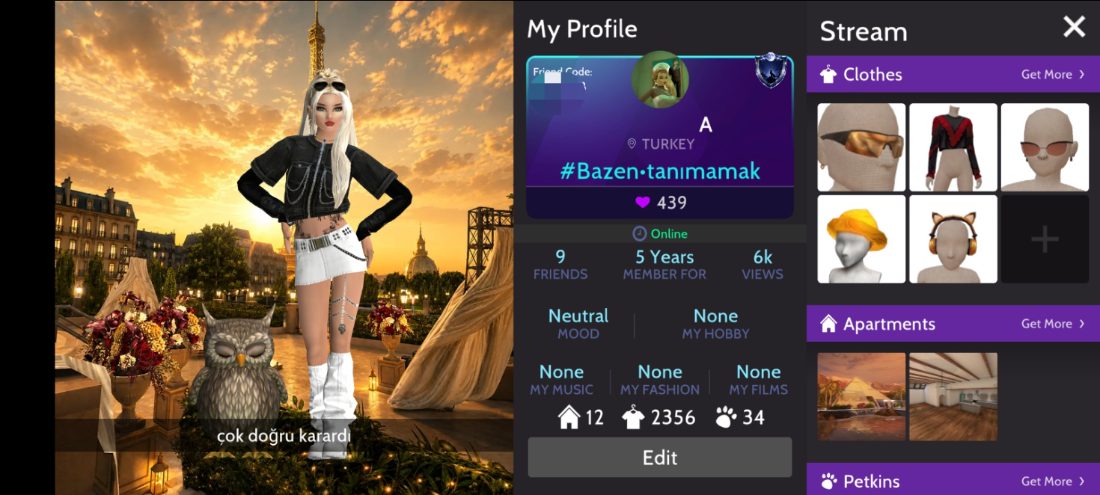 çok doğru karardı
My Profile
Friend Code:
A
TURKEY
#Bazen•tanımamak
439
Online
9
FRIENDS
5 Years
MEMBER FOR
6k
VIEWS
Neutral
MOOD
None
MY HOBBY
None
MY MUSIC
None
MY FASHION
None
MY FILMS
12
2356
34
Edit
Stream
Clothes
Get More
Apartments
Get More
Petkins
Get More